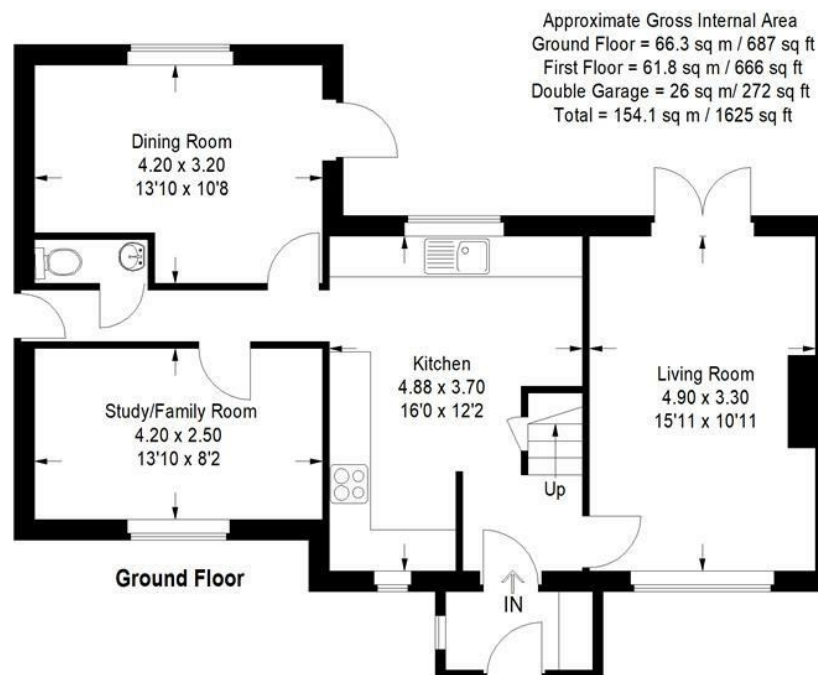 Approximate Gross Internal Area
Ground Floor = 66.3 sq m / 687 sq ft
First Floor = 61.8 sq m / 666 sq ft
Double Garage = 26 sq m/ 272 sq ft
Total = 154.1 sq m / 1625 sq ft
Dining Room
4.20 x 3.20
13'10 x 10'8
Kitchen
4.88 x 3.70
16'0 x 12'2
Living Room
4.90 x 3.30
15'11 x 10'11
Study/Family Room
4.20 x 2.50
13'10 x 8'2
Up
Ground Floor
IN